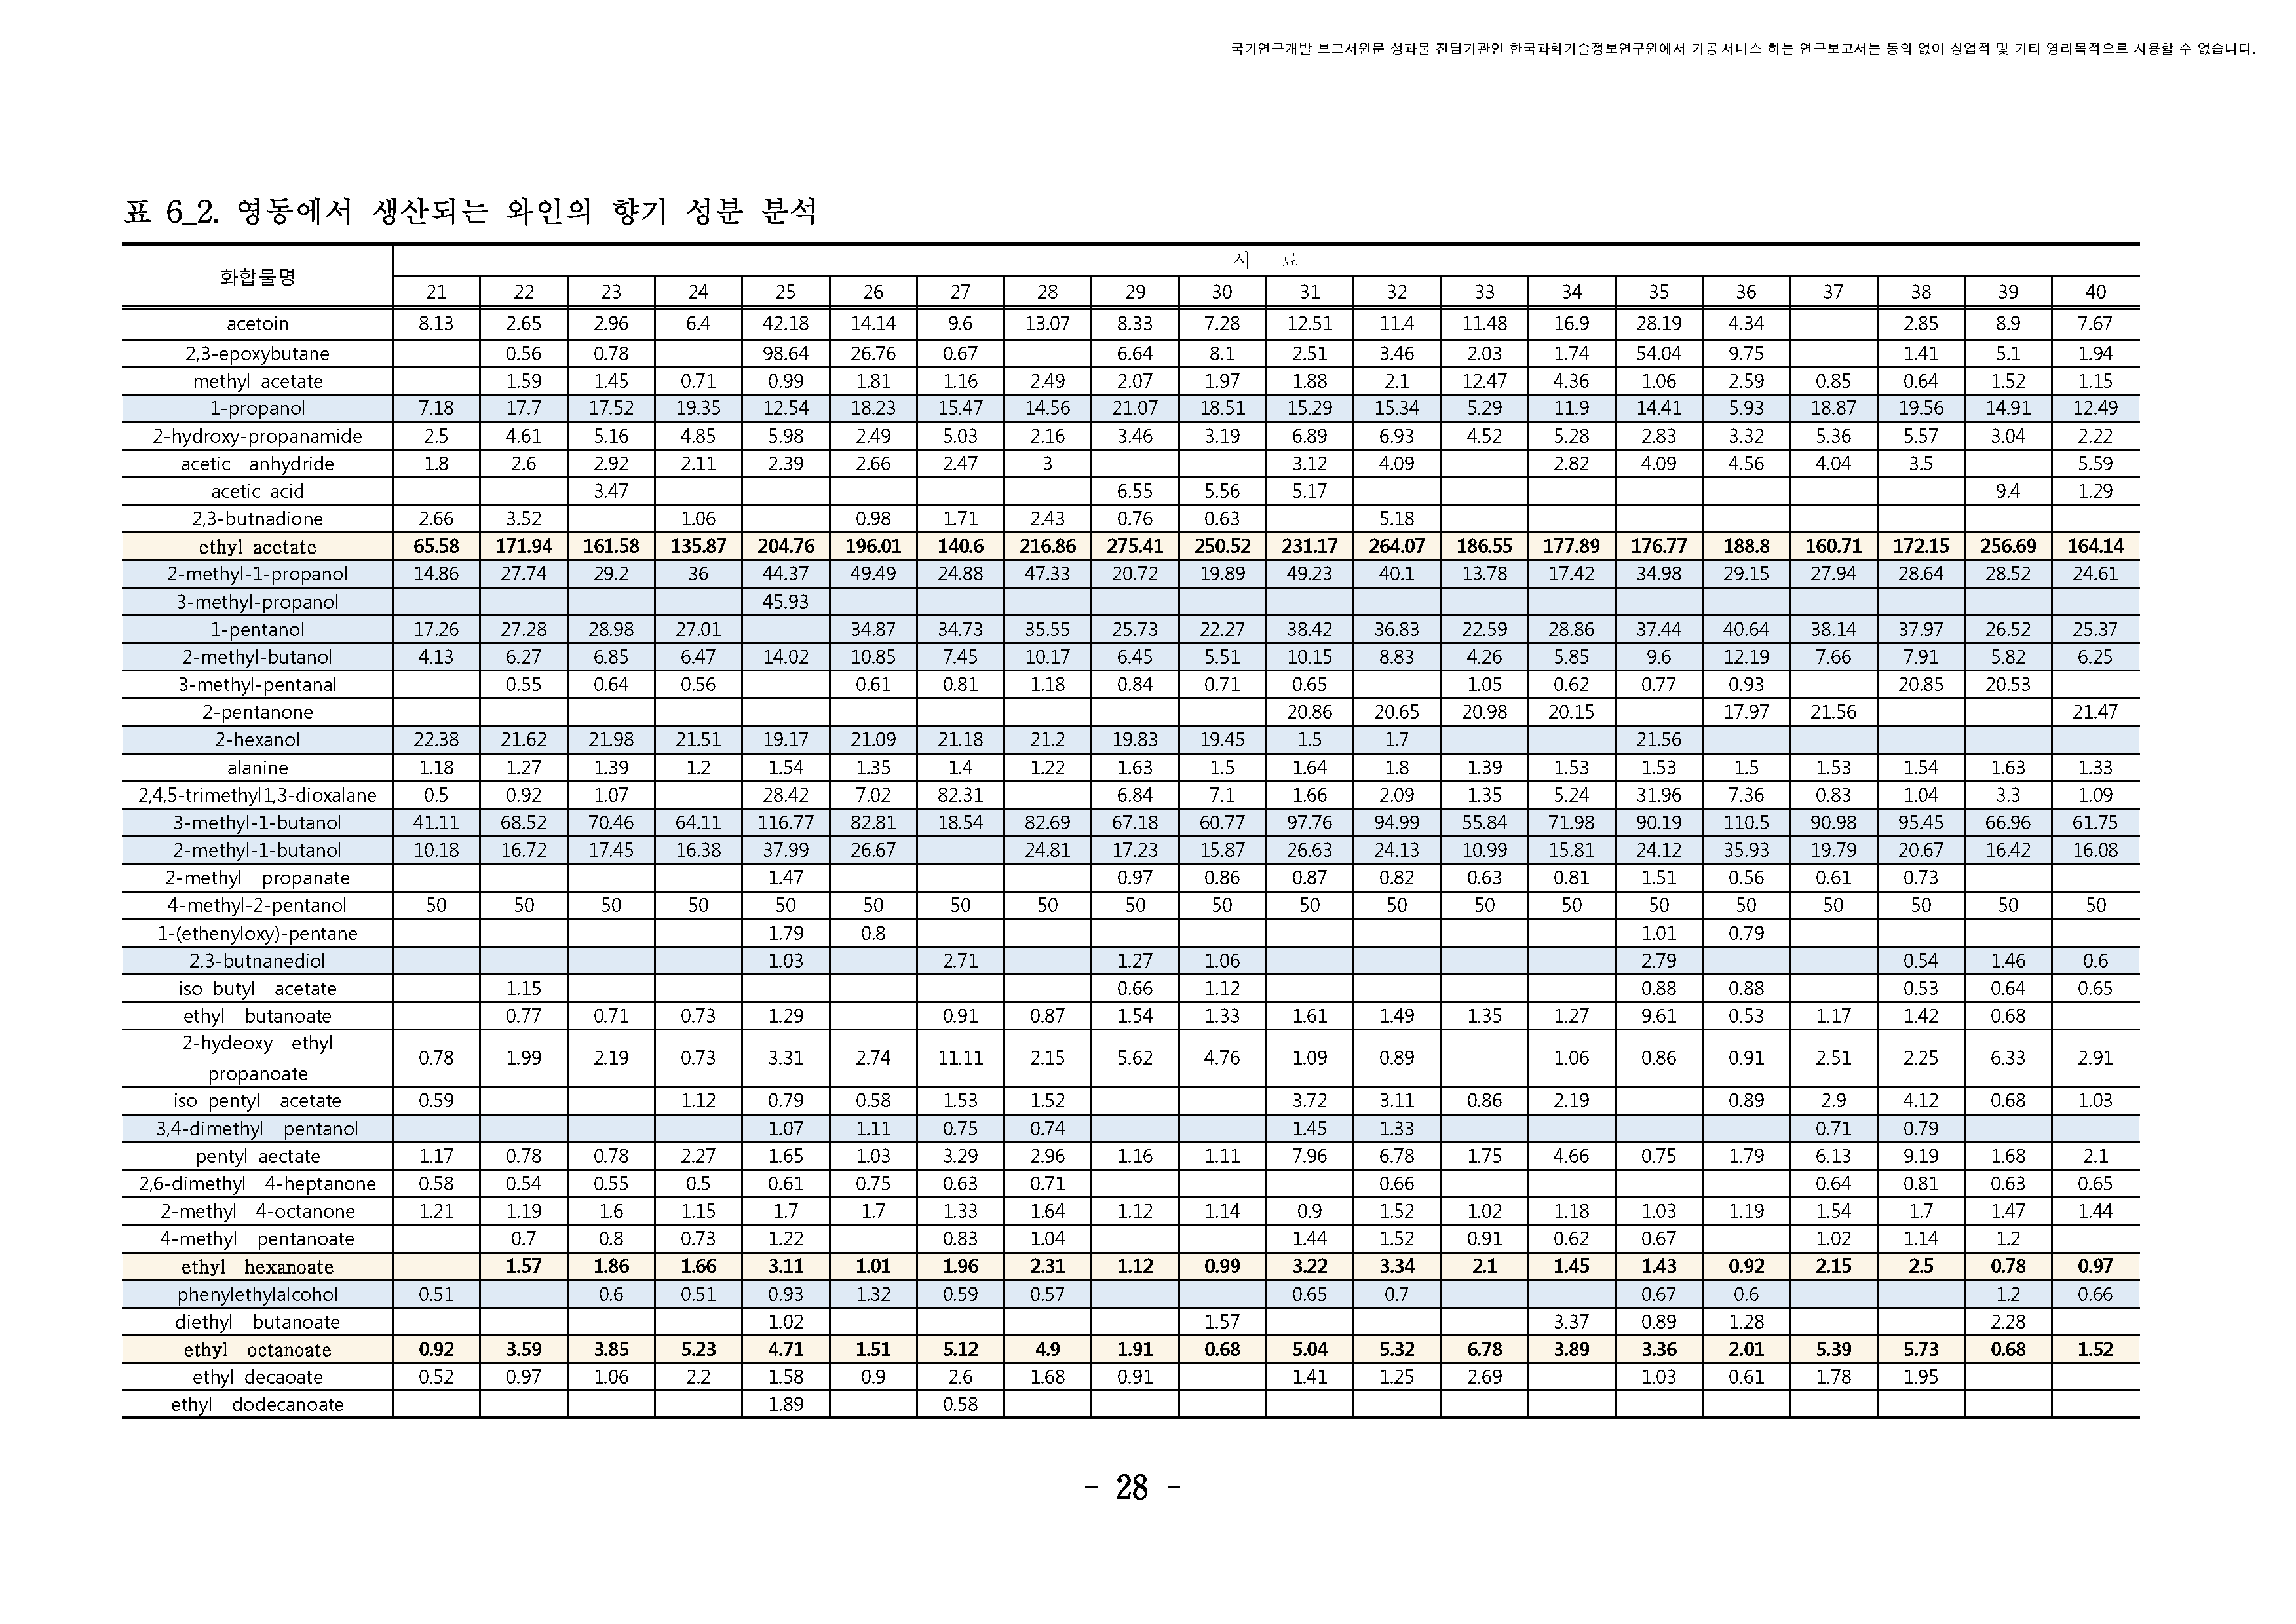 국가연구개발 보고서원문 성과물 전담기관인 한국과학기술정보연구원에서 가공·서비스 하는 연구보고서는 동의 없이 상업적 및 기타 영리목적으로 사용할 수 없습니다.
표 6_2. 영동에서 생산되는 와인의 향기 성분 분석
화합물명 시 료
21 22 23 24 25 26 27 28 29 30 31 32 33 34 35 36 37 38 39 40
acetoin 8.13 2.65 2.96 6.4 42.18 14.14 9.6 13.07 8.33 7.28 12.51 11.4 11.48 16.9 28.19 4.34 2.85 8.9 7.67
2,3-epoxybutane 0.56 0.78 98.64 26.76 0.67 6.64 8.1 2.51 3.46 2.03 1.74 54.04 9.75 1.41 5.1 1.94
methyl acetate 1.59 1.45 0.71 0.99 1.81 1.16 2.49 2.07 1.97 1.88 2.1 12.47 4.36 1.06 2.59 0.85 0.64 1.52 1.15
1-propanol 7.18 17.7 17.52 19.35 12.54 18.23 15.47 14.56 21.07 18.51 15.29 15.34 5.29 11.9 14.41 5.93 18.87 19.56 14.91 12.49
2-hydroxy-propanamide 2.5 4.61 5.16 4.85 5.98 2.49 5.03 2.16 3.46 3.19 6.89 6.93 4.52 5.28 2.83 3.32 5.36 5.57 3.04 2.22
acetic anhydride 1.8 2.6 2.92 2.11 2.39 2.66 2.47 3 3.12 4.09 2.82 4.09 4.56 4.04 3.5 5.59
acetic acid 3.47 6.55 5.56 5.17 9.4 1.29
2,3-butnadione 2.66 3.52 1.06 0.98 1.71 2.43 0.76 0.63 5.18
ethyl acetate 65.58 171.94 161.58 135.87 204.76 196.01 140.6 216.86 275.41 250.52 231.17 264.07 186.55 177.89 176.77 188.8 160.71 172.15 256.69 164.14
2-methyl-1-propanol 14.86 27.74 29.2 36 44.37 49.49 24.88 47.33 20.72 19.89 49.23 40.1 13.78 17.42 34.98 29.15 27.94 28.64 28.52 24.61
3-methyl-propanol 45.93
1-pentanol 17.26 27.28 28.98 27.01 34.87 34.73 35.55 25.73 22.27 38.42 36.83 22.59 28.86 37.44 40.64 38.14 37.97 26.52 25.37
2-methyl-butanol 4.13 6.27 6.85 6.47 14.02 10.85 7.45 10.17 6.45 5.51 10.15 8.83 4.26 5.85 9.6 12.19 7.66 7.91 5.82 6.25
3-methyl-pentanal 0.55 0.64 0.56 0.61 0.81 1.18 0.84 0.71 0.65 1.05 0.62 0.77 0.93 20.85 20.53
2-pentanone 20.86 20.65 20.98 20.15 17.97 21.56 21.47
2-hexanol 22.38 21.62 21.98 21.51 19.17 21.09 21.18 21.2 19.83 19.45 1.5 1.7 21.56
alanine 1.18 1.27 1.39 1.2 1.54 1.35 1.4 1.22 1.63 1.5 1.64 1.8 1.39 1.53 1.53 1.5 1.53 1.54 1.63 1.33
2,4,5-trimethyl1,3-dioxalane 0.5 0.92 1.07 28.42 7.02 82.31 6.84 7.1 1.66 2.09 1.35 5.24 31.96 7.36 0.83 1.04 3.3 1.09
3-methyl-1-butanol 41.11 68.52 70.46 64.11 116.77 82.81 18.54 82.69 67.18 60.77 97.76 94.99 55.84 71.98 90.19 110.5 90.98 95.45 66.96 61.75
2-methyl-1-butanol 10.18 16.72 17.45 16.38 37.99 26.67 24.81 17.23 15.87 26.63 24.13 10.99 15.81 24.12 35.93 19.79 20.67 16.42 16.08
2-methyl propanate 1.47 0.97 0.86 0.87 0.82 0.63 0.81 1.51 0.56 0.61 0.73
4-methyl-2-pentanol 50 50 50 50 50 50 50 50 50 50 50 50 50 50 50 50 50 50 50 50
1-(ethenyloxy)-pentane 1.79 0.8 1.01 0.79
2.3-butnanediol 1.03 2.71 1.27 1.06 2.79 0.54 1.46 0.6
iso butyl acetate 1.15 0.66 1.12 0.88 0.88 0.53 0.64 0.65
ethyl butanoate 0.77 0.71 0.73 1.29 0.91 0.87 1.54 1.33 1.61 1.49 1.35 1.27 9.61 0.53 1.17 1.42 0.68
2-hydeoxy ethyl
propanoate 0.78 1.99 2.19 0.73 3.31 2.74 11.11 2.15 5.62 4.76 1.09 0.89 1.06 0.86 0.91 2.51 2.25 6.33 2.91
iso pentyl acetate 0.59 1.12 0.79 0.58 1.53 1.52 3.72 3.11 0.86 2.19 0.89 2.9 4.12 0.68 1.03
3,4-dimethyl pentanol 1.07 1.11 0.75 0.74 1.45 1.33 0.71 0.79
pentyl aectate 1.17 0.78 0.78 2.27 1.65 1.03 3.29 2.96 1.16 1.11 7.96 6.78 1.75 4.66 0.75 1.79 6.13 9.19 1.68 2.1
2,6-dimethyl 4-heptanone 0.58 0.54 0.55 0.5 0.61 0.75 0.63 0.71 0.66 0.64 0.81 0.63 0.65
2-methyl 4-octanone 1.21 1.19 1.6 1.15 1.7 1.7 1.33 1.64 1.12 1.14 0.9 1.52 1.02 1.18 1.03 1.19 1.54 1.7 1.47 1.44
4-methyl pentanoate 0.7 0.8 0.73 1.22 0.83 1.04 1.44 1.52 0.91 0.62 0.67 1.02 1.14 1.2
ethyl hexanoate 1.57 1.86 1.66 3.11 1.01 1.96 2.31 1.12 0.99 3.22 3.34 2.1 1.45 1.43 0.92 2.15 2.5 0.78 0.97
phenylethylalcohol 0.51 0.6 0.51 0.93 1.32 0.59 0.57 0.65 0.7 0.67 0.6 1.2 0.66
diethyl butanoate 1.02 1.57 3.37 0.89 1.28 2.28
ethyl octanoate 0.92 3.59 3.85 5.23 4.71 1.51 5.12 4.9 1.91 0.68 5.04 5.32 6.78 3.89 3.36 2.01 5.39 5.73 0.68 1.52
ethyl decaoate 0.52 0.97 1.06 2.2 1.58 0.9 2.6 1.68 0.91 1.41 1.25 2.69 1.03 0.61 1.78 1.95
ethyl dodecanoate 1.89 0.58
- 28 -